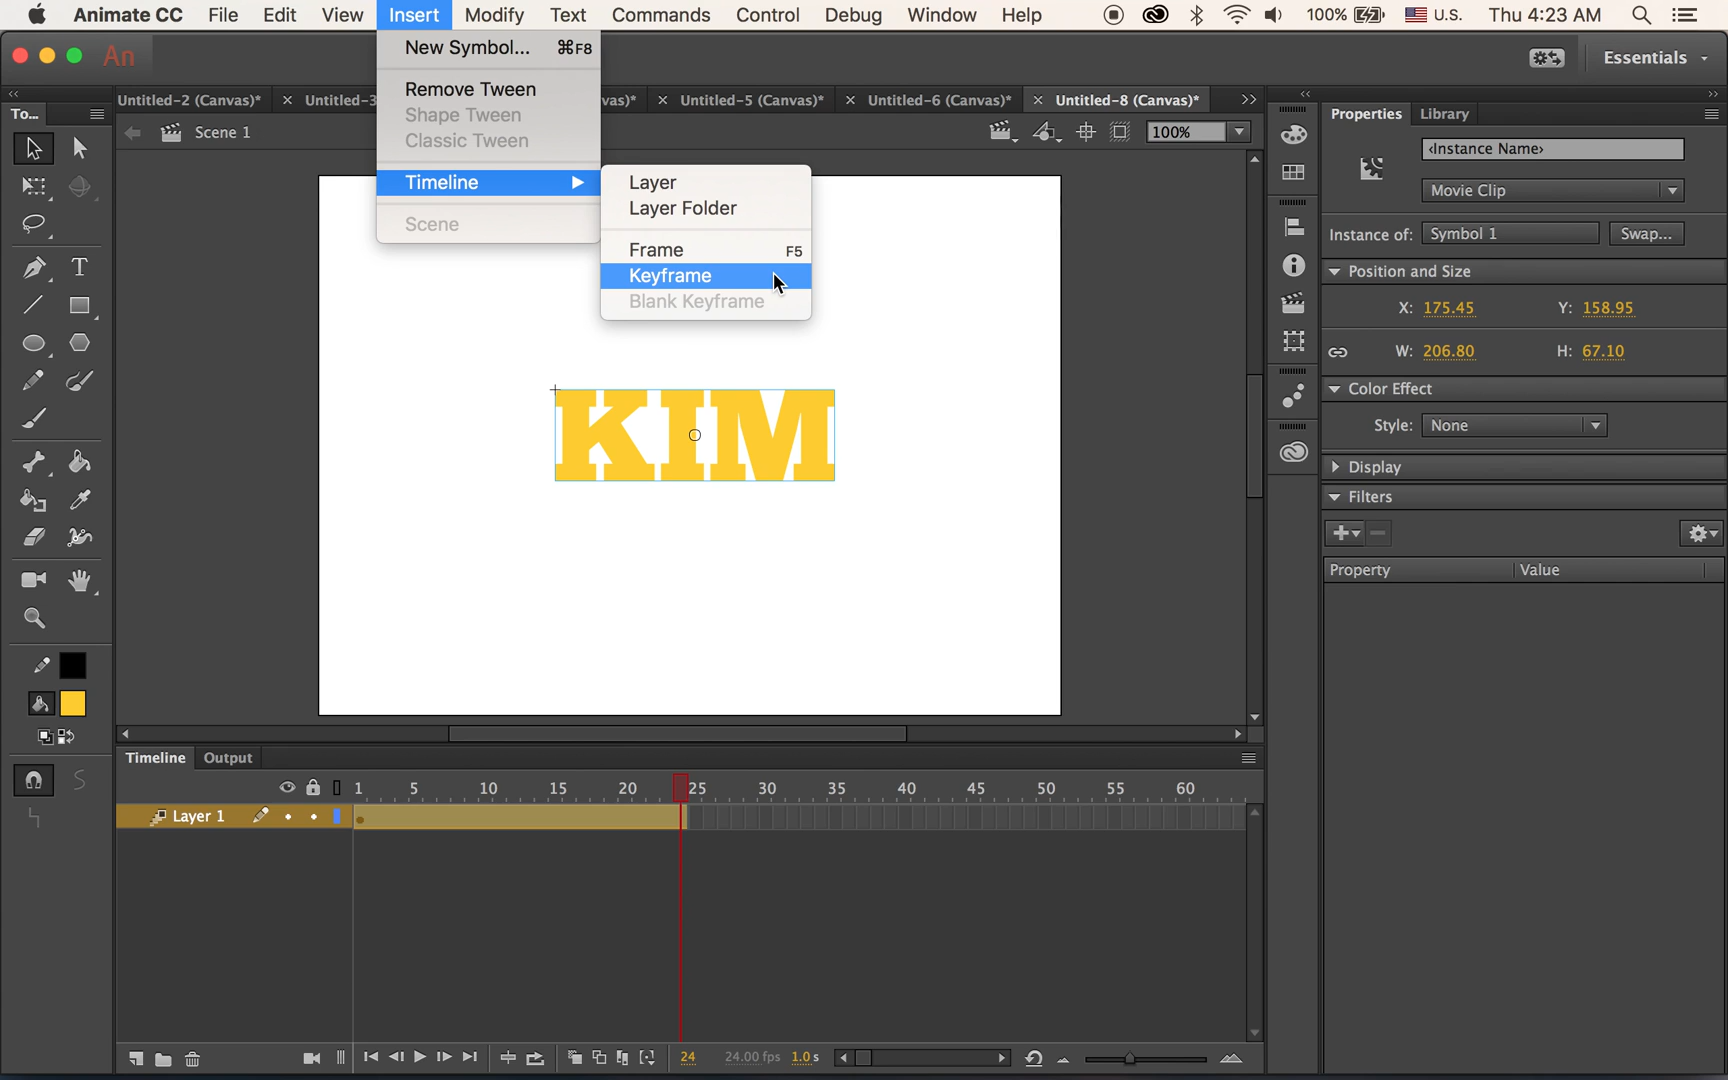 Animate CC File Edit View Insert Modify Text Commands Control Debug Window Help 100% U.S. Thu 4:23 AM
An Essentials
New Symbol... ⌘F8
Remove Tween
Shape Tween
Classic Tween
Timeline
Scene
Layer
Layer Folder
Frame F5
Keyframe
Blank Keyframe
To... Untitled-2 (Canvas)* × Untitled-3 vas)* × Untitled-5 (Canvas)* × Untitled-6 (Canvas)* × Untitled-8 (Canvas)*
Scene 1 100%
KIM
Properties Library
<Instance Name>
Movie Clip
Instance of: Symbol 1 Swap...
Position and Size
X: 175.45 Y: 158.95
W: 206.80 H: 67.10
Color Effect
Style: None
Display
Filters
Property Value
Timeline Output
1 5 10 15 20 25 30 35 40 45 50 55 60
Layer 1
24 24.00 fps 1.0 s